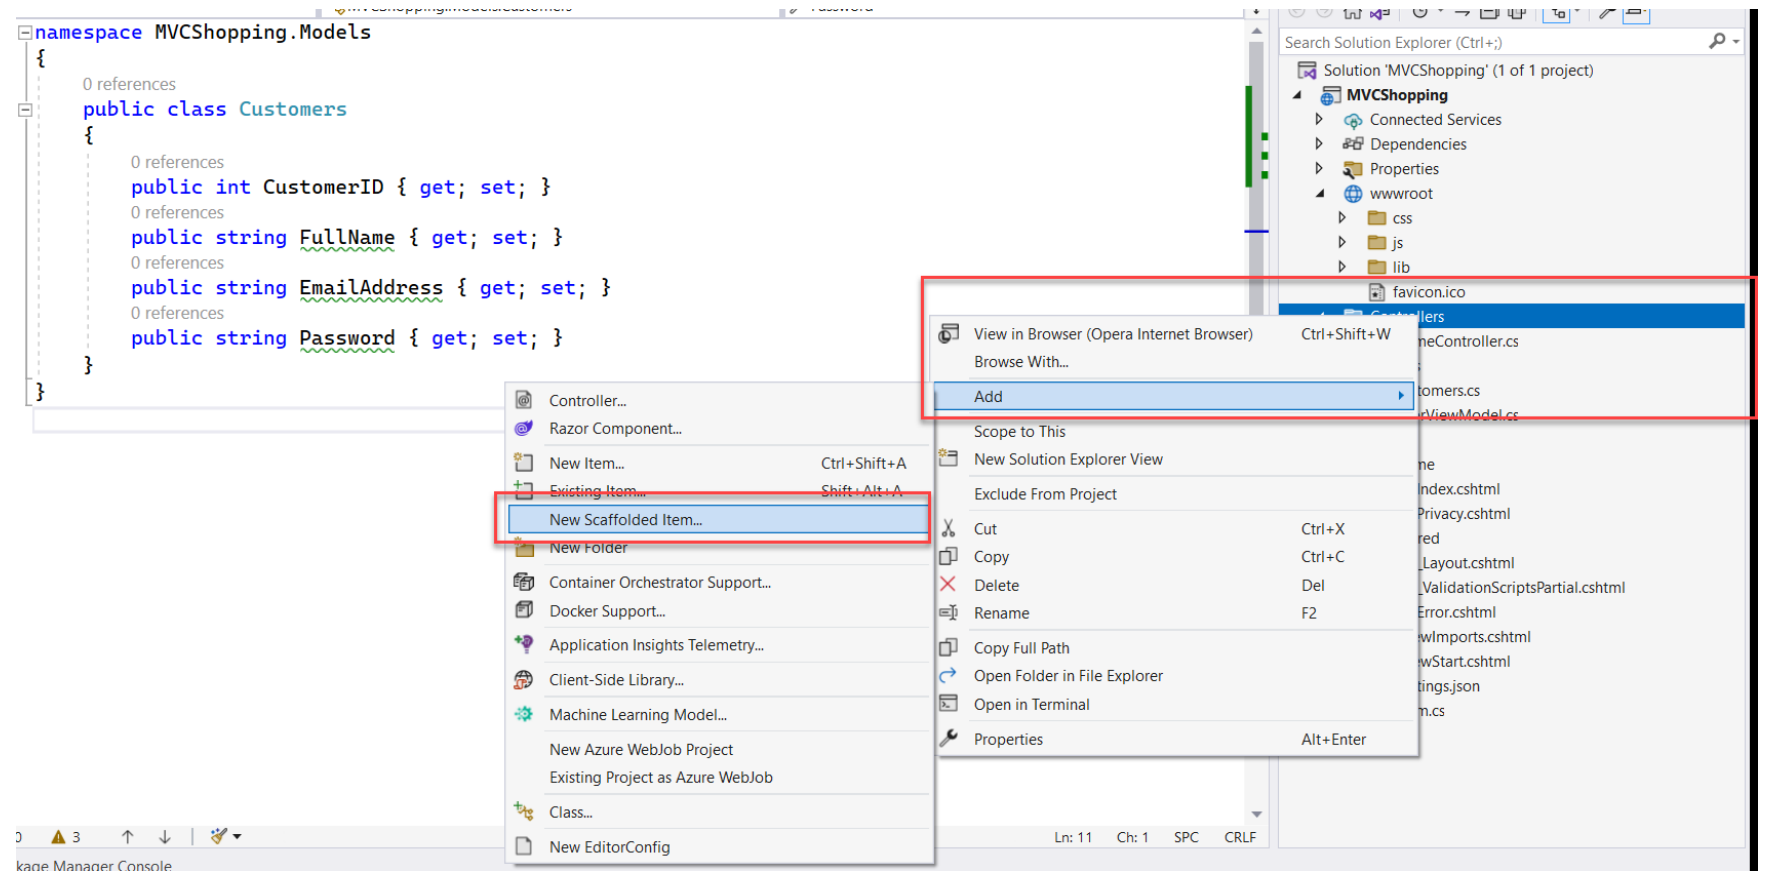 MVCShopping.Models.Customers
Password
namespace MVCShopping.Models
{
0 references
public class Customers
{
0 references
public int CustomerID { get; set; }
0 references
public string FullName { get; set; }
0 references
public string EmailAddress { get; set; }
0 references
public string Password { get; set; }
}
}
Controller...
Razor Component...
New Item... Ctrl+Shift+A
Existing Item... Shift+Alt+A
New Scaffolded Item...
New Folder
Container Orchestrator Support...
Docker Support...
Application Insights Telemetry...
Client-Side Library...
Machine Learning Model...
New Azure WebJob Project
Existing Project as Azure WebJob
Class...
New EditorConfig
View in Browser (Opera Internet Browser) Ctrl+Shift+W
Browse With...
Add
Scope to This
New Solution Explorer View
Exclude From Project
Cut Ctrl+X
Copy Ctrl+C
Delete Del
Rename F2
Copy Full Path
Open Folder in File Explorer
Open in Terminal
Properties Alt+Enter
Search Solution Explorer (Ctrl+;)
Solution 'MVCShopping' (1 of 1 project)
MVCShopping
Connected Services
Dependencies
Properties
wwwroot
css
js
lib
favicon.ico
Controllers
meController.cs
s
tomers.cs
rViewModel.cs
me
Index.cshtml
Privacy.cshtml
red
_Layout.cshtml
_ValidationScriptsPartial.cshtml
Error.cshtml
ewImports.cshtml
wStart.cshtml
tings.json
m.cs
0 3
Ln: 11 Ch: 1 SPC CRLF
kage Manager Console